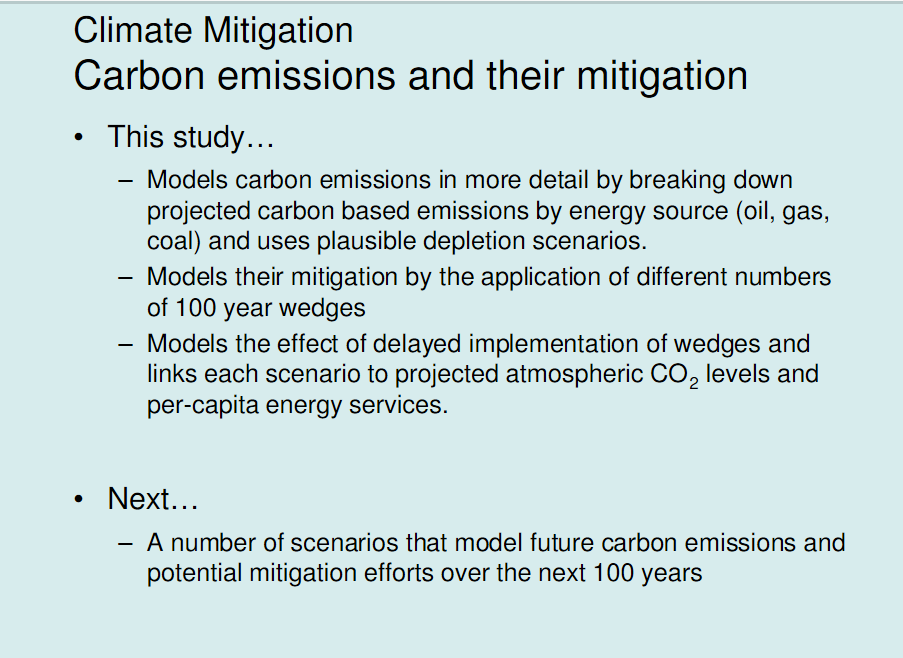 Climate Mitigation
Carbon emissions and their mitigation
• This study…
– Models carbon emissions in more detail by breaking down
projected carbon based emissions by energy source (oil, gas,
coal) and uses plausible depletion scenarios.
– Models their mitigation by the application of different numbers
of 100 year wedges
– Models the effect of delayed implementation of wedges and
links each scenario to projected atmospheric CO₂ levels and
per-capita energy services.
• Next…
– A number of scenarios that model future carbon emissions and
potential mitigation efforts over the next 100 years